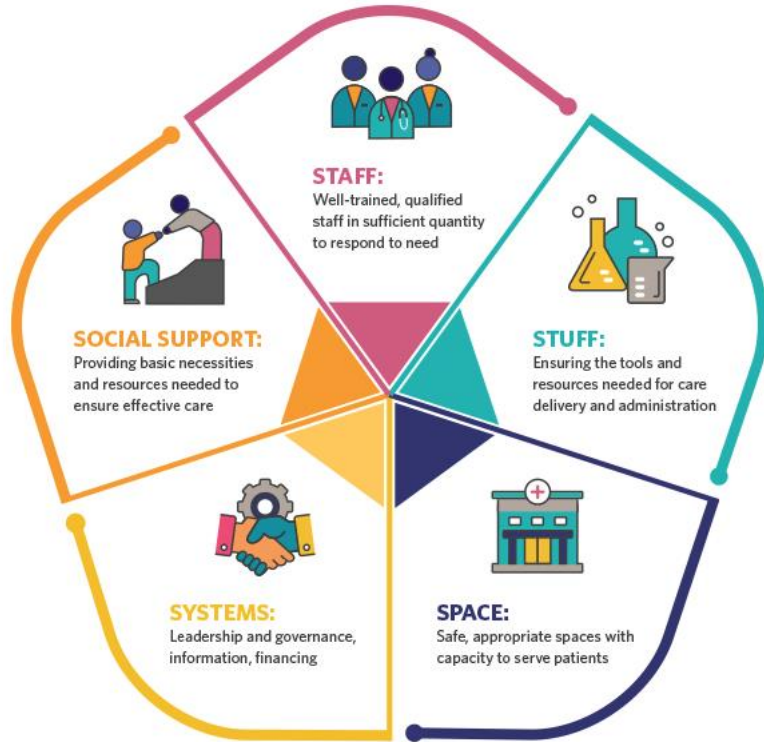 STAFF:
Well-trained, qualified
staff in sufficient quantity
to respond to need
STUFF:
Ensuring the tools and
resources needed for care
delivery and administration
SPACE:
Safe, appropriate spaces with
capacity to serve patients
SYSTEMS:
Leadership and governance,
information, financing
SOCIAL SUPPORT:
Providing basic necessities
and resources needed to
ensure effective care